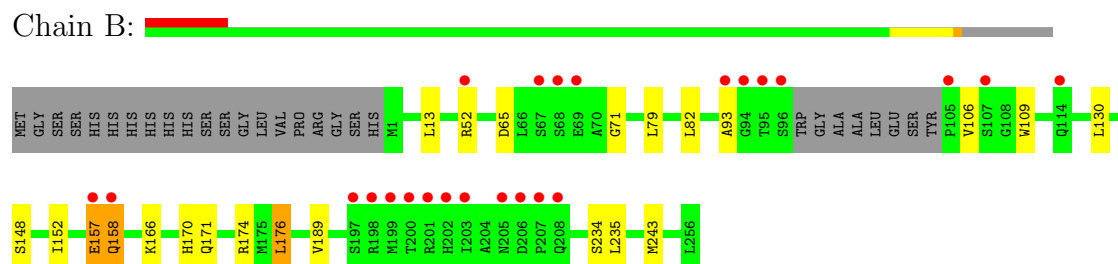 Chain B:
MET GLY SER SER HIS HIS HIS HIS HIS HIS SER SER GLY LEU VAL PRO ARG GLY SER HIS M1 L13 R52 D65 L66 S67 S68 E69 A70 G71 L79 L82 A93 G94 T95 S96 TRP GLY ALA ALA LEU GLU SER TYR P105 V106 S107 G108 W109 Q114 L130
S148 I152 E157 Q158 K166 H170 Q171 R174 M175 L176 V189 S197 R198 M199 T200 R201 H202 I203 A204 N205 D206 P207 Q208 S234 L235 M243 L256